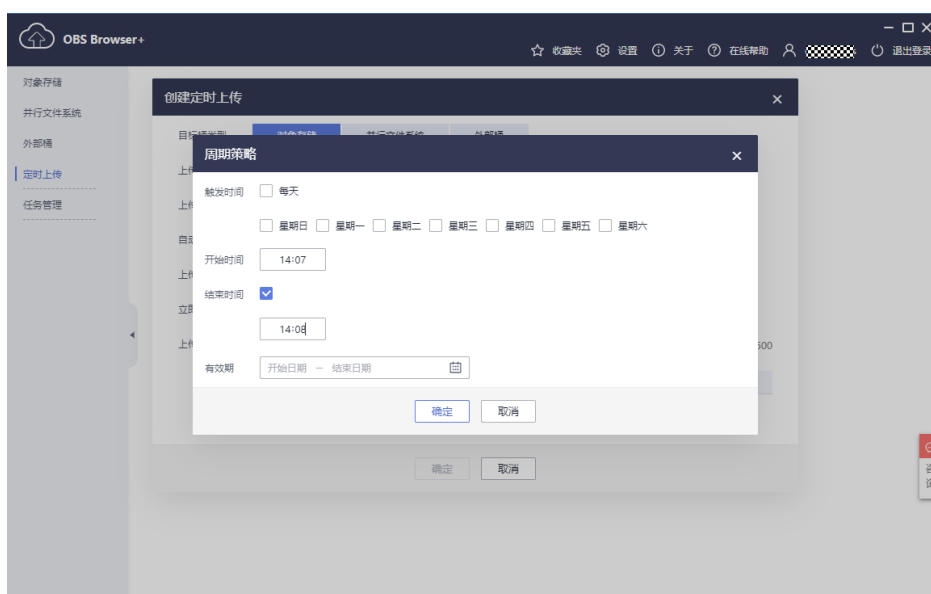 OBS Browser+
收藏夹 设置 关于 在线帮助 退出登录
对象存储
并行文件系统
外部桶
定时上传
任务管理
创建定时上传
周期策略
触发时间 每天
星期日 星期一 星期二 星期三 星期四 星期五 星期六
开始时间 14:07
结束时间
14:08
有效期 开始日期 – 结束日期
确定 取消
确定 取消